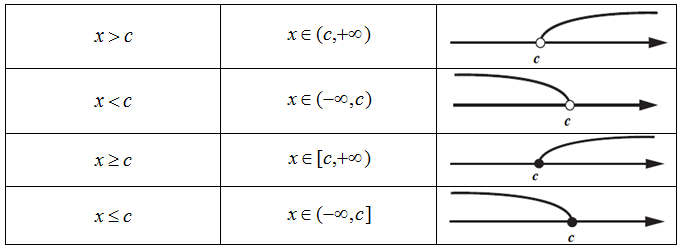 x > c x ∈ (c,+∞) c
x < c x ∈ (−∞,c) c
x ≥ c x ∈ [c,+∞) c
x ≤ c x ∈ (−∞,c] c